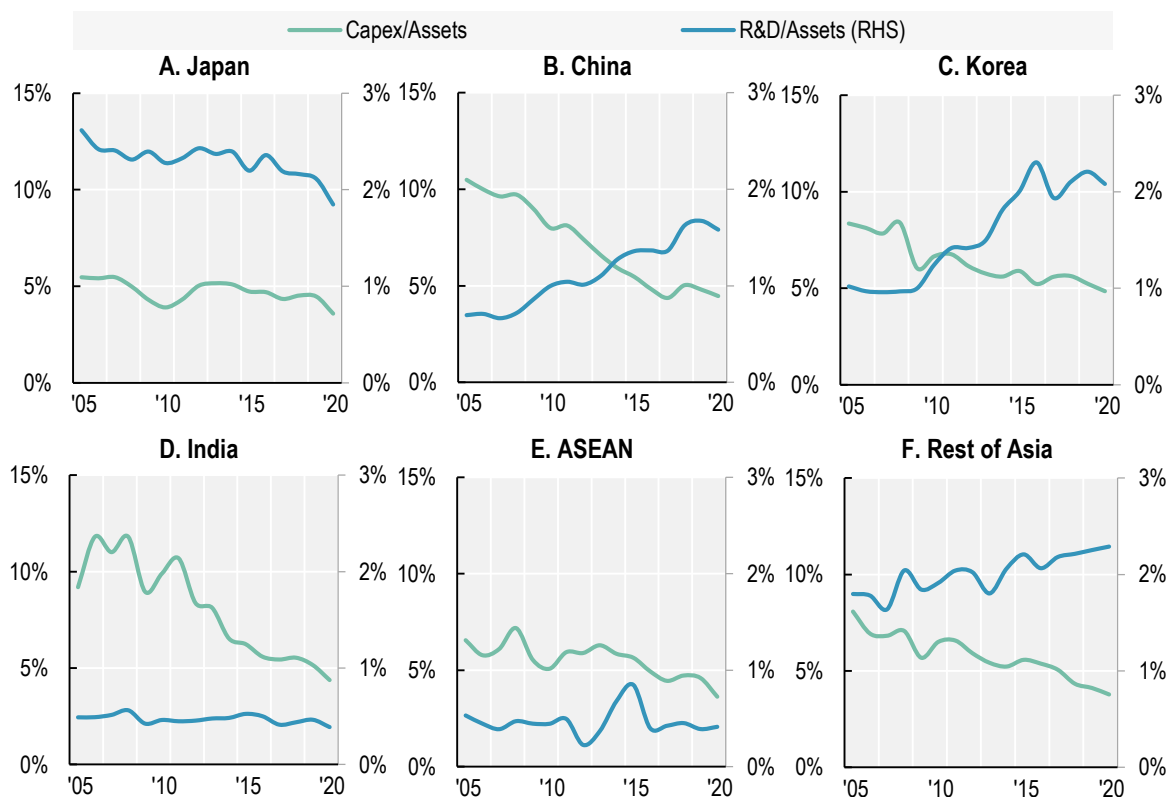 Capex/Assets R&D/Assets (RHS)
A. Japan B. China C. Korea
15% 3% 15% 3% 15% 3%
10% 2% 10% 2% 10% 2%
5% 1% 5% 1% 5% 1%
0% 0% 0% 0% 0% 0%
'05 '10 '15 '20 '05 '10 '15 '20 '05 '10 '15 '20
D. India E. ASEAN F. Rest of Asia
15% 3% 15% 3% 15% 3%
10% 2% 10% 2% 10% 2%
5% 1% 5% 1% 5% 1%
0% 0% 0% 0% 0% 0%
'05 '10 '15 '20 '05 '10 '15 '20 '05 '10 '15 '20